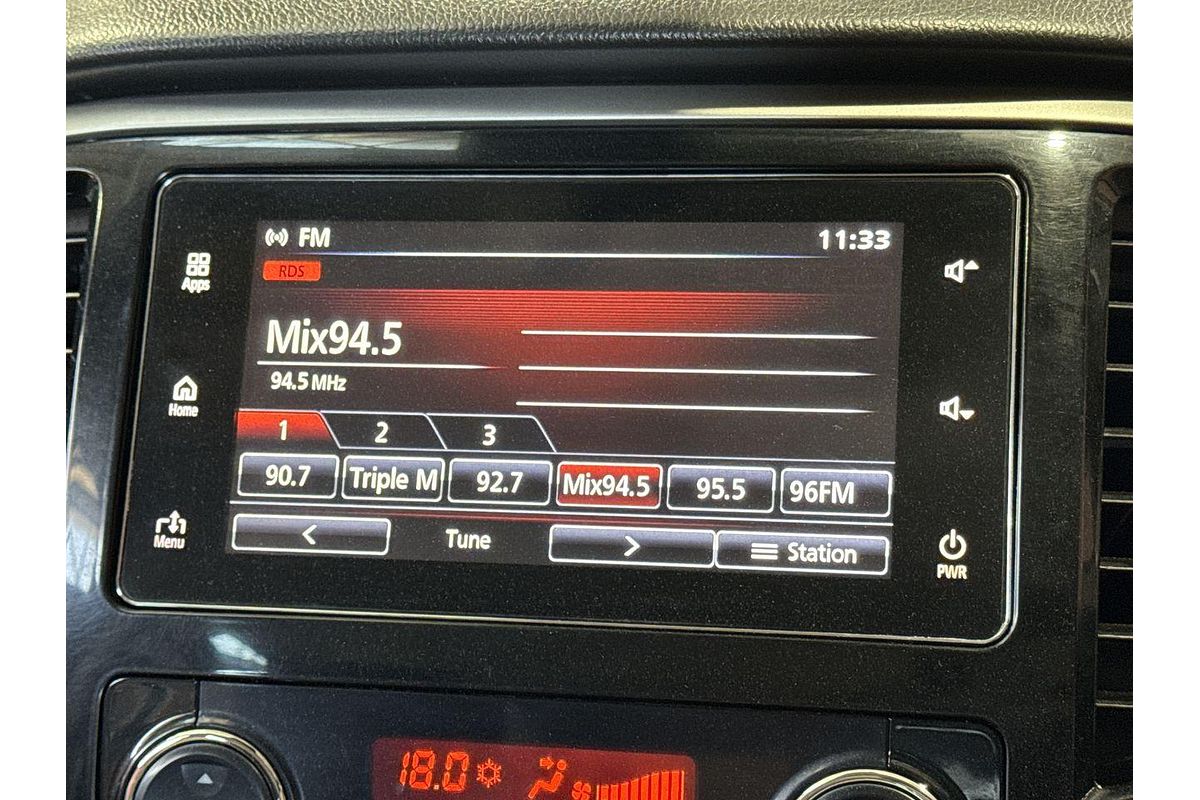 FM
11:33
RDS
Apps
Mix94.5
94.5 MHz
Home
1 2 3
90.7 Triple M 92.7 Mix94.5 95.5 96FM
Menu
< Tune > Station
PWR
18.0